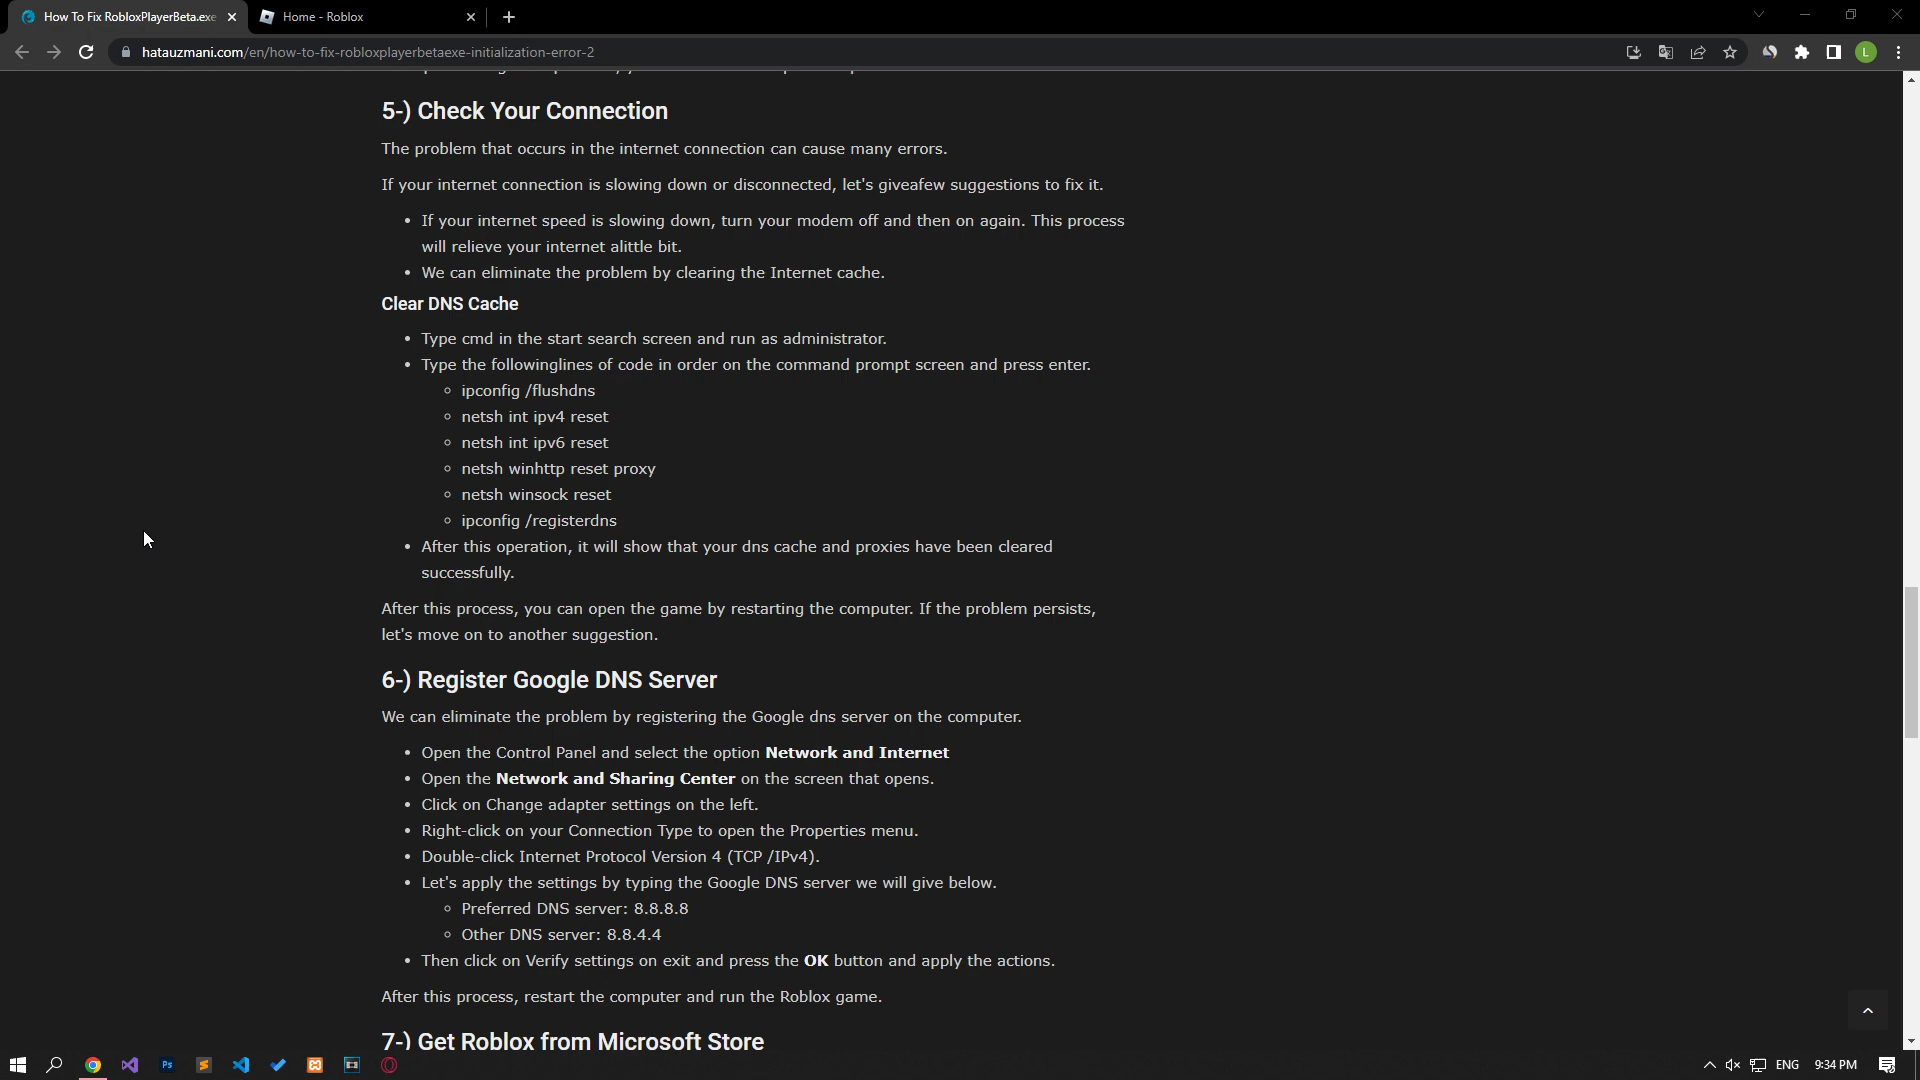 How To Fix RobloxPlayerBeta.exe
Home - Roblox
hatauzmani.com/en/how-to-fix-robloxplayerbetaexe-initialization-error-2
L
5-) Check Your Connection
The problem that occurs in the internet connection can cause many errors.
If your internet connection is slowing down or disconnected, let's giveafew suggestions to fix it.
If your internet speed is slowing down, turn your modem off and then on again. This process
will relieve your internet alittle bit.
We can eliminate the problem by clearing the Internet cache.
Clear DNS Cache
Type cmd in the start search screen and run as administrator.
Type the followinglines of code in order on the command prompt screen and press enter.
ipconfig /flushdns
netsh int ipv4 reset
netsh int ipv6 reset
netsh winhttp reset proxy
netsh winsock reset
ipconfig /registerdns
After this operation, it will show that your dns cache and proxies have been cleared
successfully.
After this process, you can open the game by restarting the computer. If the problem persists,
let's move on to another suggestion.
6-) Register Google DNS Server
We can eliminate the problem by registering the Google dns server on the computer.
Open the Control Panel and select the option Network and Internet
Open the Network and Sharing Center on the screen that opens.
Click on Change adapter settings on the left.
Right-click on your Connection Type to open the Properties menu.
Double-click Internet Protocol Version 4 (TCP /IPv4).
Let's apply the settings by typing the Google DNS server we will give below.
Preferred DNS server: 8.8.8.8
Other DNS server: 8.8.4.4
Then click on Verify settings on exit and press the OK button and apply the actions.
After this process, restart the computer and run the Roblox game.
7-) Get Roblox from Microsoft Store
Ps
ENG
9:34 PM